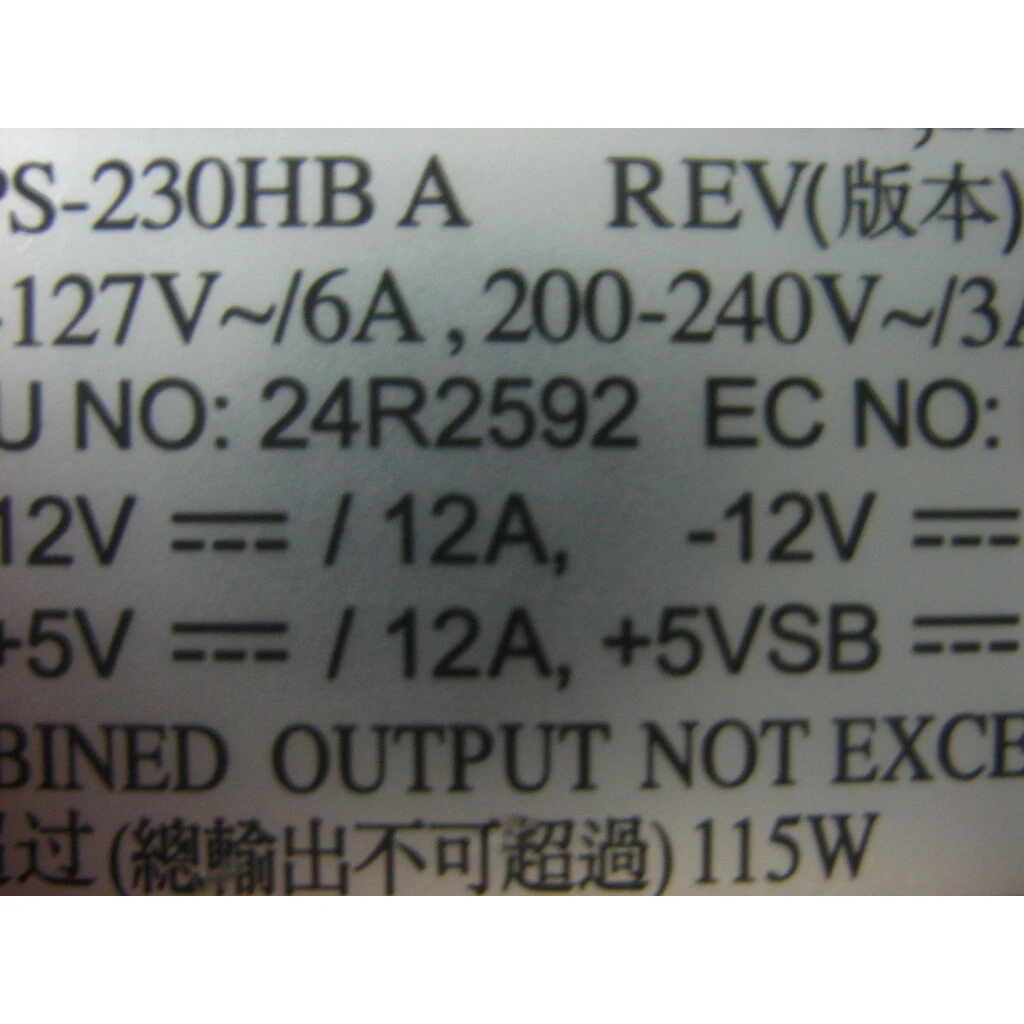 PS-230HB A REV(版本)
-127V~/6A , 200-240V~/3A
U NO: 24R2592 EC NO:
12V ⎓ / 12A, -12V ⎓
+5V ⎓ / 12A, +5VSB ⎓
BINED OUTPUT NOT EXCE
过 (總輸出不可超過) 115W